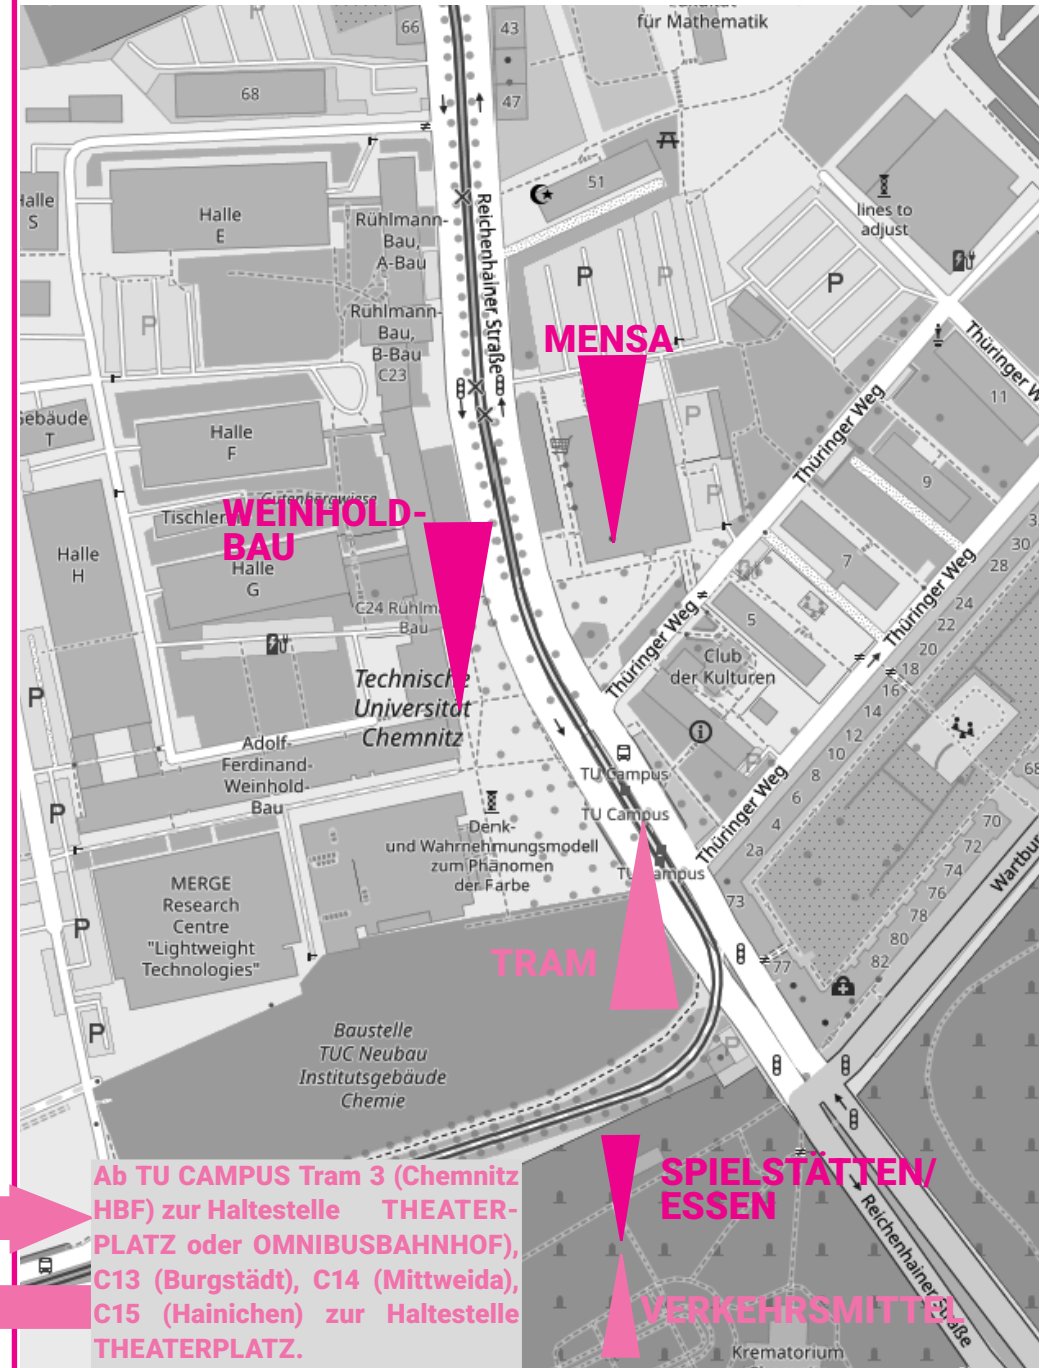 für Mathematik
66
43
68
47
51
Halle
E
Halle
S
Rühlmann-
Bau,
A-Bau
Reichenhainer Straße
lines to
adjust
P
P
P
P
Rühlmann-
Bau,
B-Bau
C23
MENSA
Thüringer W
11
Gebäude
T
Halle
F
P
Thüringer Weg
9
P
Gutenbergwiese
Tischler
WEINHOLD-
BAU
Halle
H
Halle
G
3
30
28
7
Thüringer Weg
24
22
20
18
16
C24 Rühlma
Bau
5
Thüringer Weg
Club
der Kulturen
Technische
Universität
Chemnitz
P
14
12
10
8
6
4
2a
Adolf-
Ferdinand-
Weinhold-
Bau
P
TU Campus
TU Campus
TU Campus
P
Thüringer Weg
68
70
72
74
76
78
80
82
Wartbur
Denk-
und Wahrnehmungsmodell
zum Phänomen
der Farbe
MERGE
Research
Centre
"Lightweight
Technologies"
P
73
77
TRAM
P
P
Baustelle
TUC Neubau
Institutsgebäude
Chemie
Ab TU CAMPUS Tram 3 (Chemnitz
HBF) zur Haltestelle THEATER-
PLATZ oder OMNIBUSBAHNHOF),
C13 (Burgstädt), C14 (Mittweida),
C15 (Hainichen) zur Haltestelle
THEATERPLATZ.
SPIELSTÄTTEN/
ESSEN
Reichenhainer Straße
VERKEHRSMITTEL
Krematorium